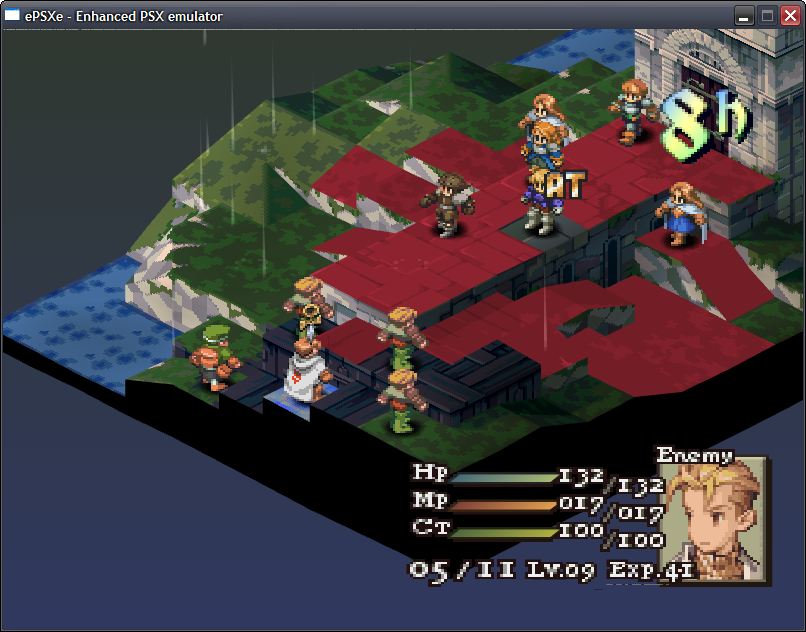 ePSXe - Enhanced PSX emulator
8h
AT
Enemy
Hp 132/132
Mp 017/017
Ct 100/100
05/11 Lv.09 Exp.41